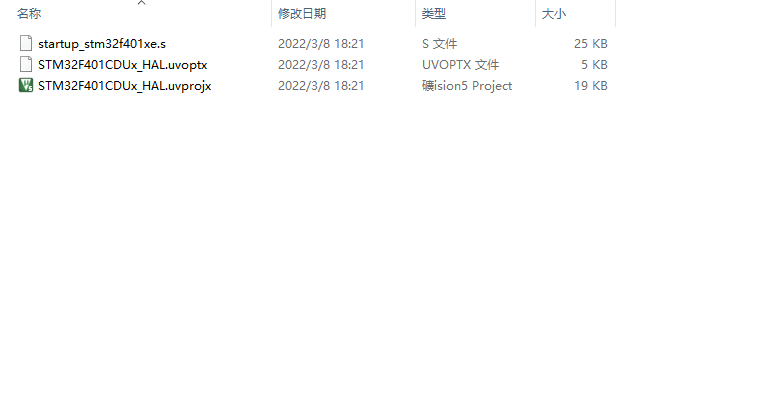 名称 修改日期 类型 大小
startup_stm32f401xe.s 2022/3/8 18:21 S 文件 25 KB
STM32F401CDUx_HAL.uvoptx 2022/3/8 18:21 UVOPTX 文件 5 KB
STM32F401CDUx_HAL.uvprojx 2022/3/8 18:21 礦ision5 Project 19 KB